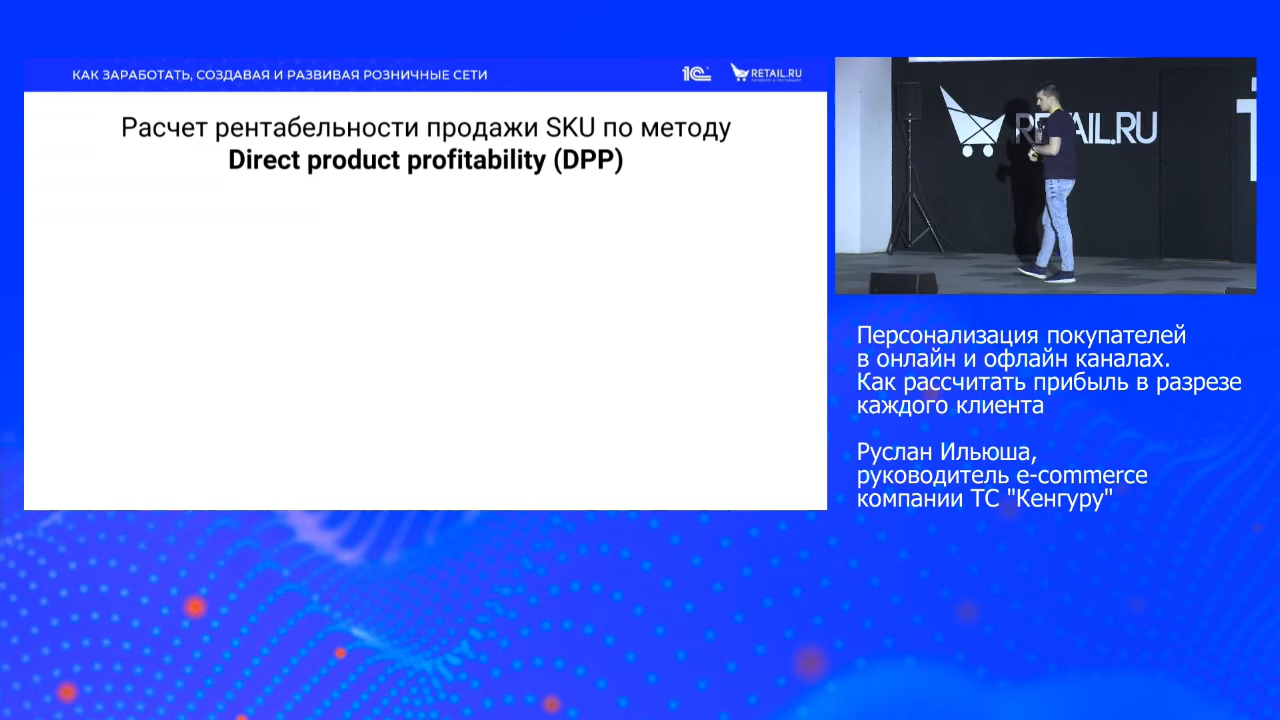 КАК ЗАРАБОТАТЬ, СОЗДАВАЯ И РАЗВИВАЯ РОЗНИЧНЫЕ СЕТИ
1С
RETAIL.RU
Расчет рентабельности продажи SKU по методу
Direct product profitability (DPP)
RETAIL.RU
Персонализация покупателей
в онлайн и офлайн каналах.
Как рассчитать прибыль в разрезе
каждого клиента
Руслан Ильюша,
руководитель e-commerce
компании ТС "Кенгуру"